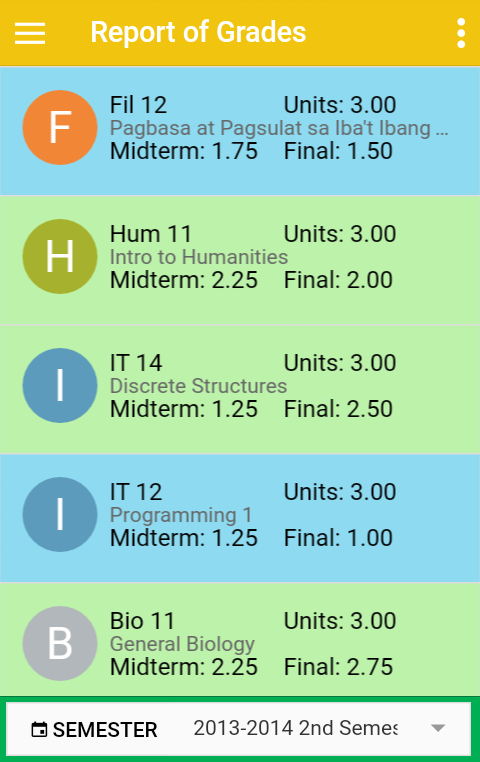 Report of Grades
F
Fil 12 Units: 3.00
Pagbasa at Pagsulat sa Iba't Ibang ...
Midterm: 1.75 Final: 1.50
H
Hum 11 Units: 3.00
Intro to Humanities
Midterm: 2.25 Final: 2.00
I
IT 14 Units: 3.00
Discrete Structures
Midterm: 1.25 Final: 2.50
I
IT 12 Units: 3.00
Programming 1
Midterm: 1.25 Final: 1.00
B
Bio 11 Units: 3.00
General Biology
Midterm: 2.25 Final: 2.75
SEMESTER 2013-2014 2nd Semes